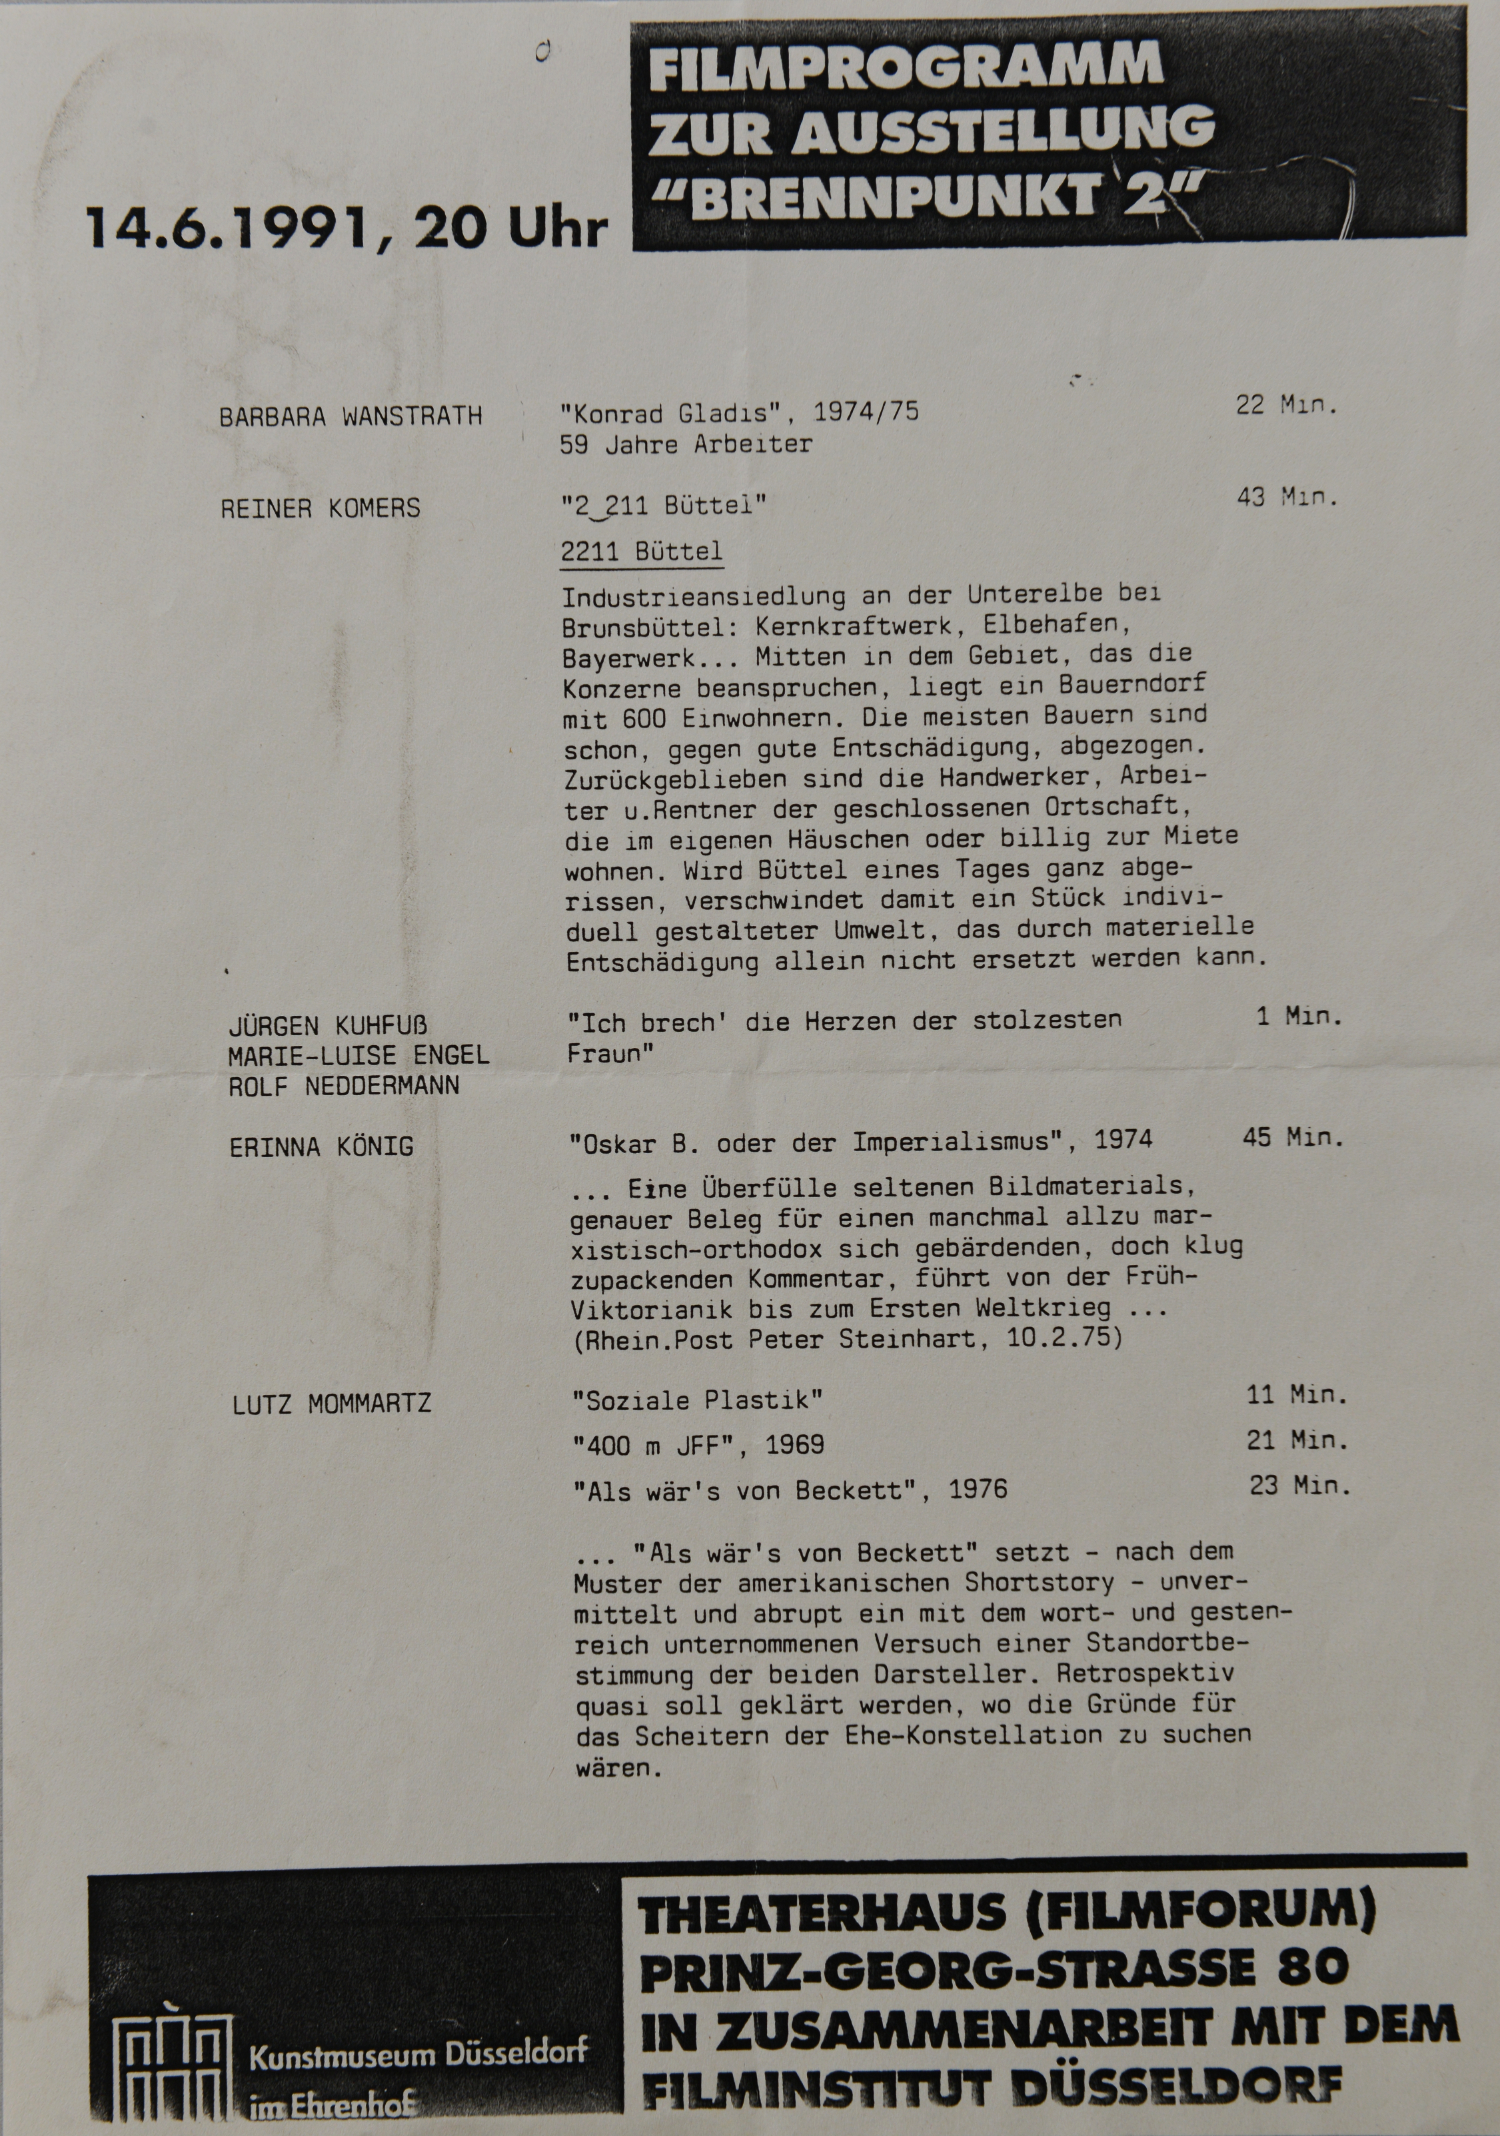 FILMPROGRAMM
ZUR AUSSTELLUNG
"BRENNPUNKT 2"
14.6.1991, 20 Uhr
BARBARA WANSTRATH "Konrad Gladis", 1974/75 22 Min.
59 Jahre Arbeiter
REINER KOMERS "2 211 Büttel" 43 Min.
2211 Büttel
Industrieansiedlung an der Unterelbe bei
Brunsbüttel: Kernkraftwerk, Elbehafen,
Bayerwerk... Mitten in dem Gebiet, das die
Konzerne beanspruchen, liegt ein Bauerndorf
mit 600 Einwohnern. Die meisten Bauern sind
schon, gegen gute Entschädigung, abgezogen.
Zurückgeblieben sind die Handwerker, Arbei-
ter u.Rentner der geschlossenen Ortschaft,
die im eigenen Häuschen oder billig zur Miete
wohnen. Wird Büttel eines Tages ganz abge-
rissen, verschwindet damit ein Stück indivi-
duell gestalteter Umwelt, das durch materielle
Entschädigung allein nicht ersetzt werden kann.
JÜRGEN KUHFUß "Ich brech' die Herzen der stolzesten 1 Min.
MARIE-LUISE ENGEL Fraun"
ROLF NEDDERMANN
ERINNA KÖNIG "Oskar B. oder der Imperialismus", 1974 45 Min.
... Eine Überfülle seltenen Bildmaterials,
genauer Beleg für einen manchmal allzu mar-
xistisch-orthodox sich gebärdenden, doch klug
zupackenden Kommentar, führt von der Früh-
Viktorianik bis zum Ersten Weltkrieg ...
(Rhein.Post Peter Steinhart, 10.2.75)
LUTZ MOMMARTZ "Soziale Plastik" 11 Min.
"400 m JFF", 1969 21 Min.
"Als wär's von Beckett", 1976 23 Min.
... "Als wär's von Beckett" setzt - nach dem
Muster der amerikanischen Shortstory - unver-
mittelt und abrupt ein mit dem wort- und gesten-
reich unternommenen Versuch einer Standortbe-
stimmung der beiden Darsteller. Retrospektiv
quasi soll geklärt werden, wo die Gründe für
das Scheitern der Ehe-Konstellation zu suchen
wären.
Kunstmuseum Düsseldorf
im Ehrenhof
THEATERHAUS (FILMFORUM)
PRINZ-GEORG-STRASSE 80
IN ZUSAMMENARBEIT MIT DEM
FILMINSTITUT DÜSSELDORF